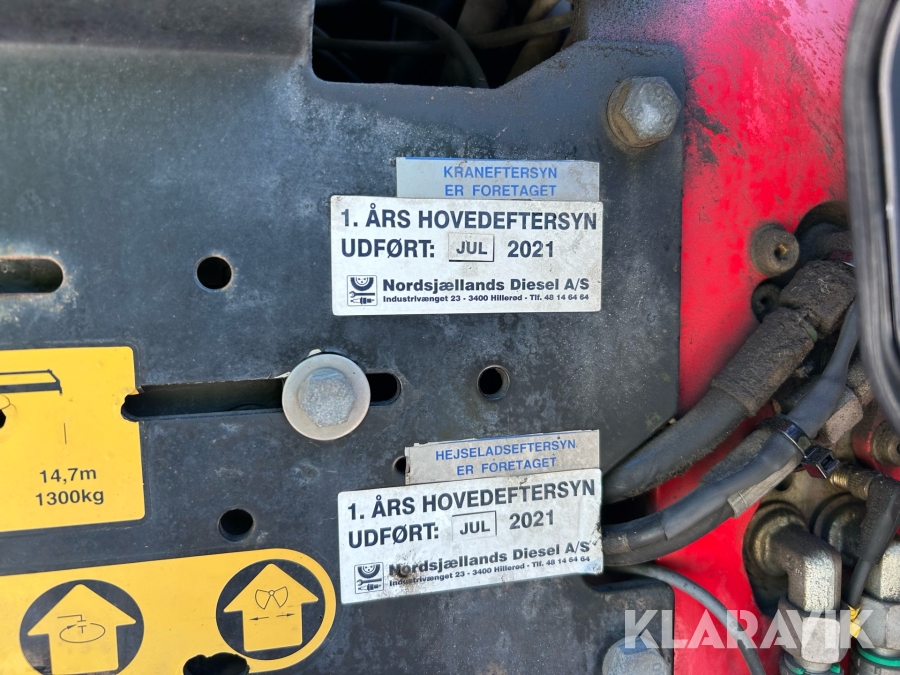 KRANEFTERSYN
ER FORETAGET
1. ÅRS HOVEDEFTERSYN
UDFØRT: JUL 2021
Nordsjællands Diesel A/S
Industrivænget 23 - 3400 Hillerød - Tlf. 48 14 64 64
14,7m
1300kg
HEJSELADSEFTERSYN
ER FORETAGET
1. ÅRS HOVEDEFTERSYN
UDFØRT: JUL 2021
Nordsjællands Diesel A/S
Industrivænget 23 - 3400 Hillerød - Tlf. 48 14 64 64
T
KLARAVIK